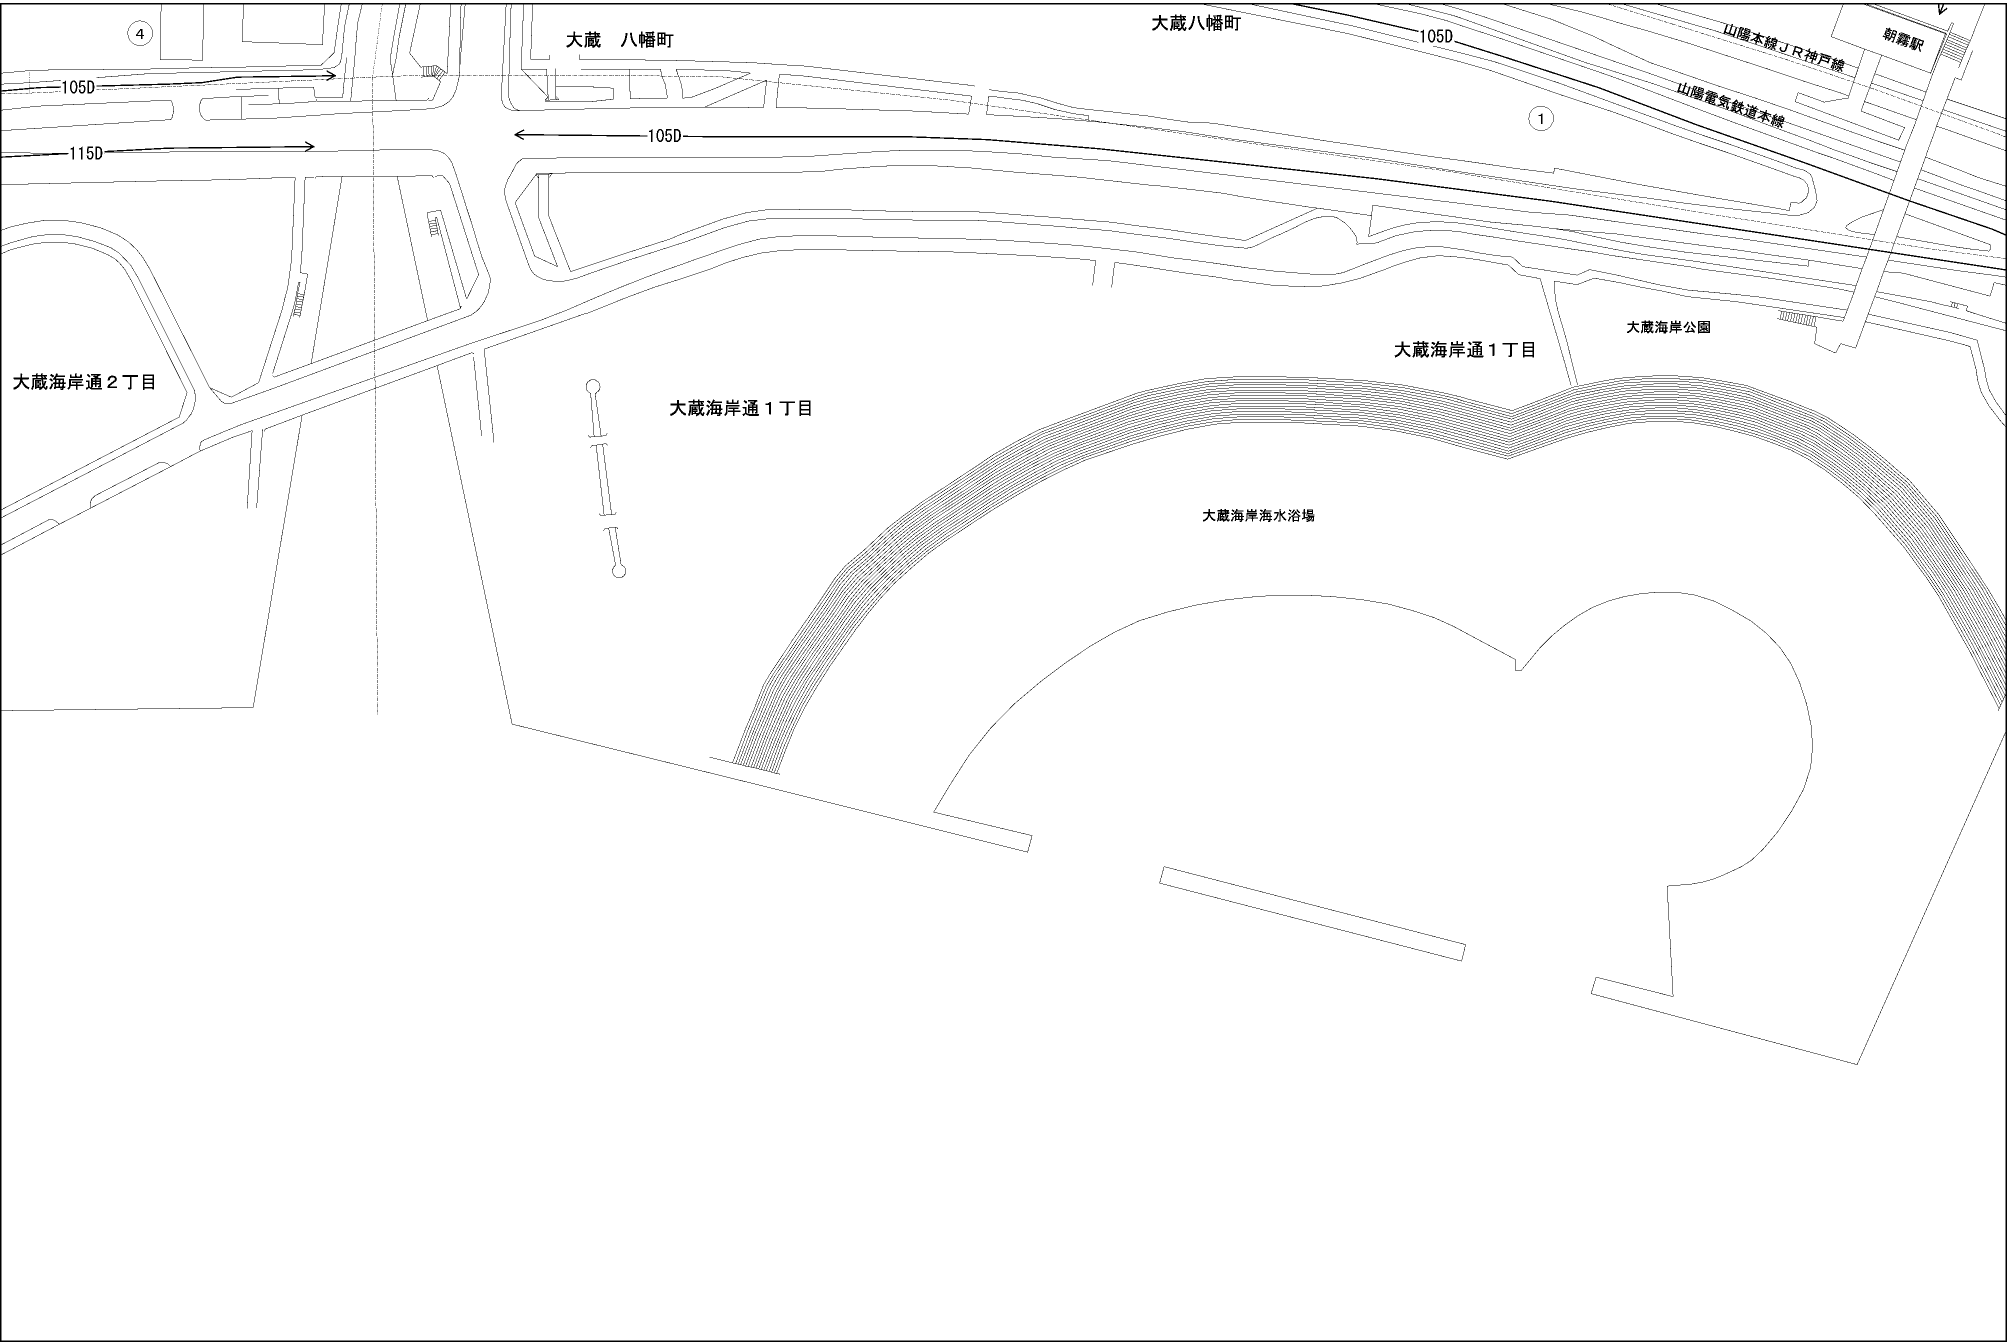 大蔵八幡町
④
大蔵　八幡町
105D
朝霧駅
山陽本線ＪＲ神戸線
105D
山陽電気鉄道本線
①
105D
115D
大蔵海岸公園
大蔵海岸通１丁目
大蔵海岸通２丁目
大蔵海岸通１丁目
大蔵海岸海水浴場